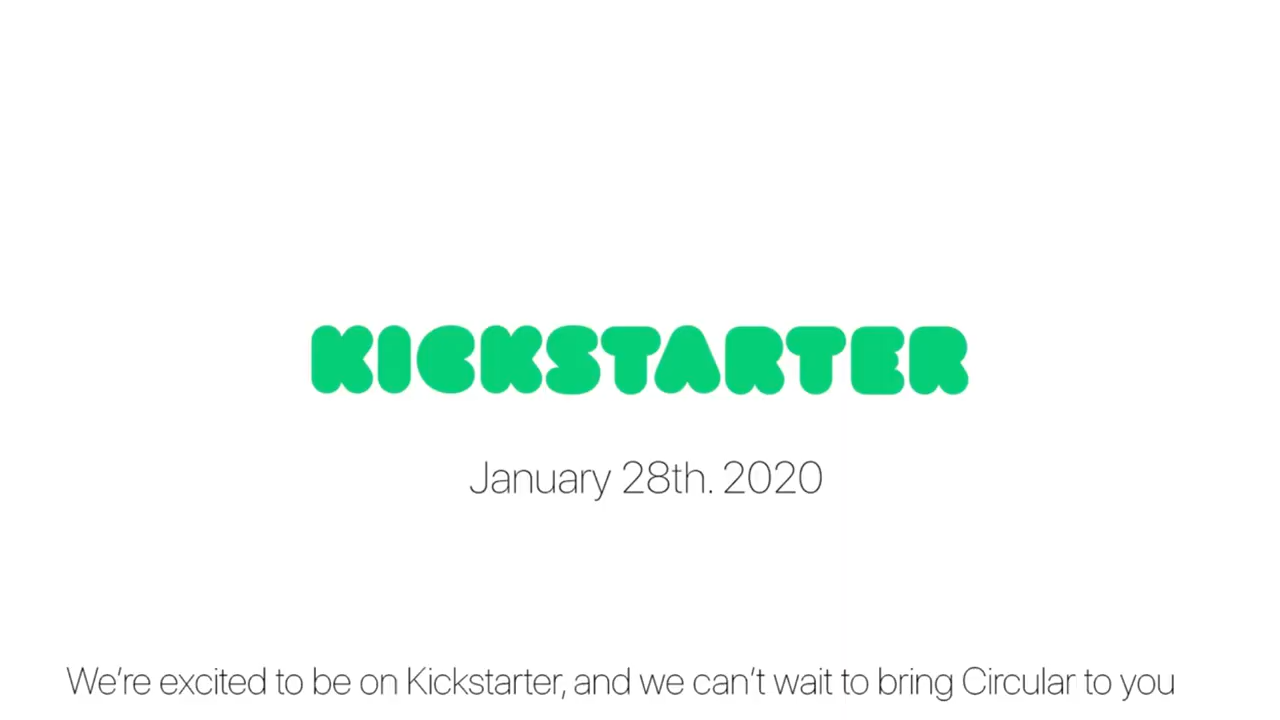 KICKSTARTER
January 28th. 2020
We're excited to be on Kickstarter, and we can't wait to bring Circular to you